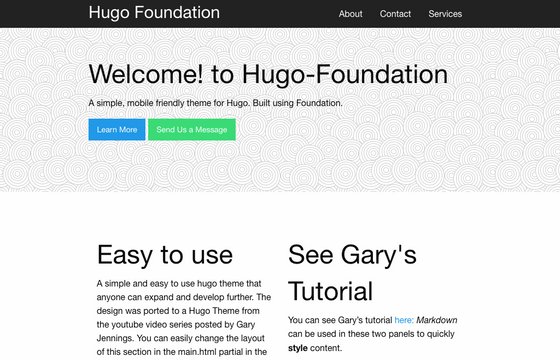 Hugo Foundation
About Contact Services
Welcome! to Hugo-Foundation
A simple, mobile friendly theme for Hugo. Built using Foundation.
Learn More Send Us a Message
Easy to use
A simple and easy to use hugo theme that
anyone can expand and develop further. The
design was ported to a Hugo Theme from
the youtube video series posted by Gary
Jennings. You can easily change the layout
of this section in the main.html partial in the
See Gary's
Tutorial
You can see Gary's tutorial here: Markdown
can be used in these two panels to quickly
style content.